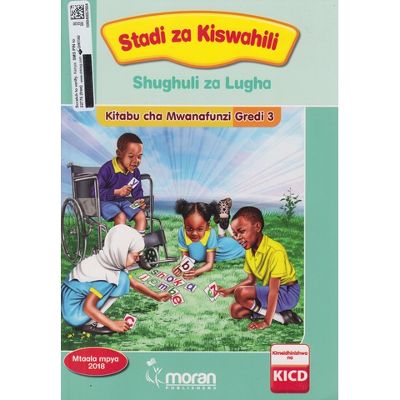 Stadi za Kiswahili
Shughuli za Lugha
Kitabu cha Mwanafunzi Gredi 3
Mtaala mpya
2018
moran
PUBLISHERS
Kimeidhinishwa
na
KICD